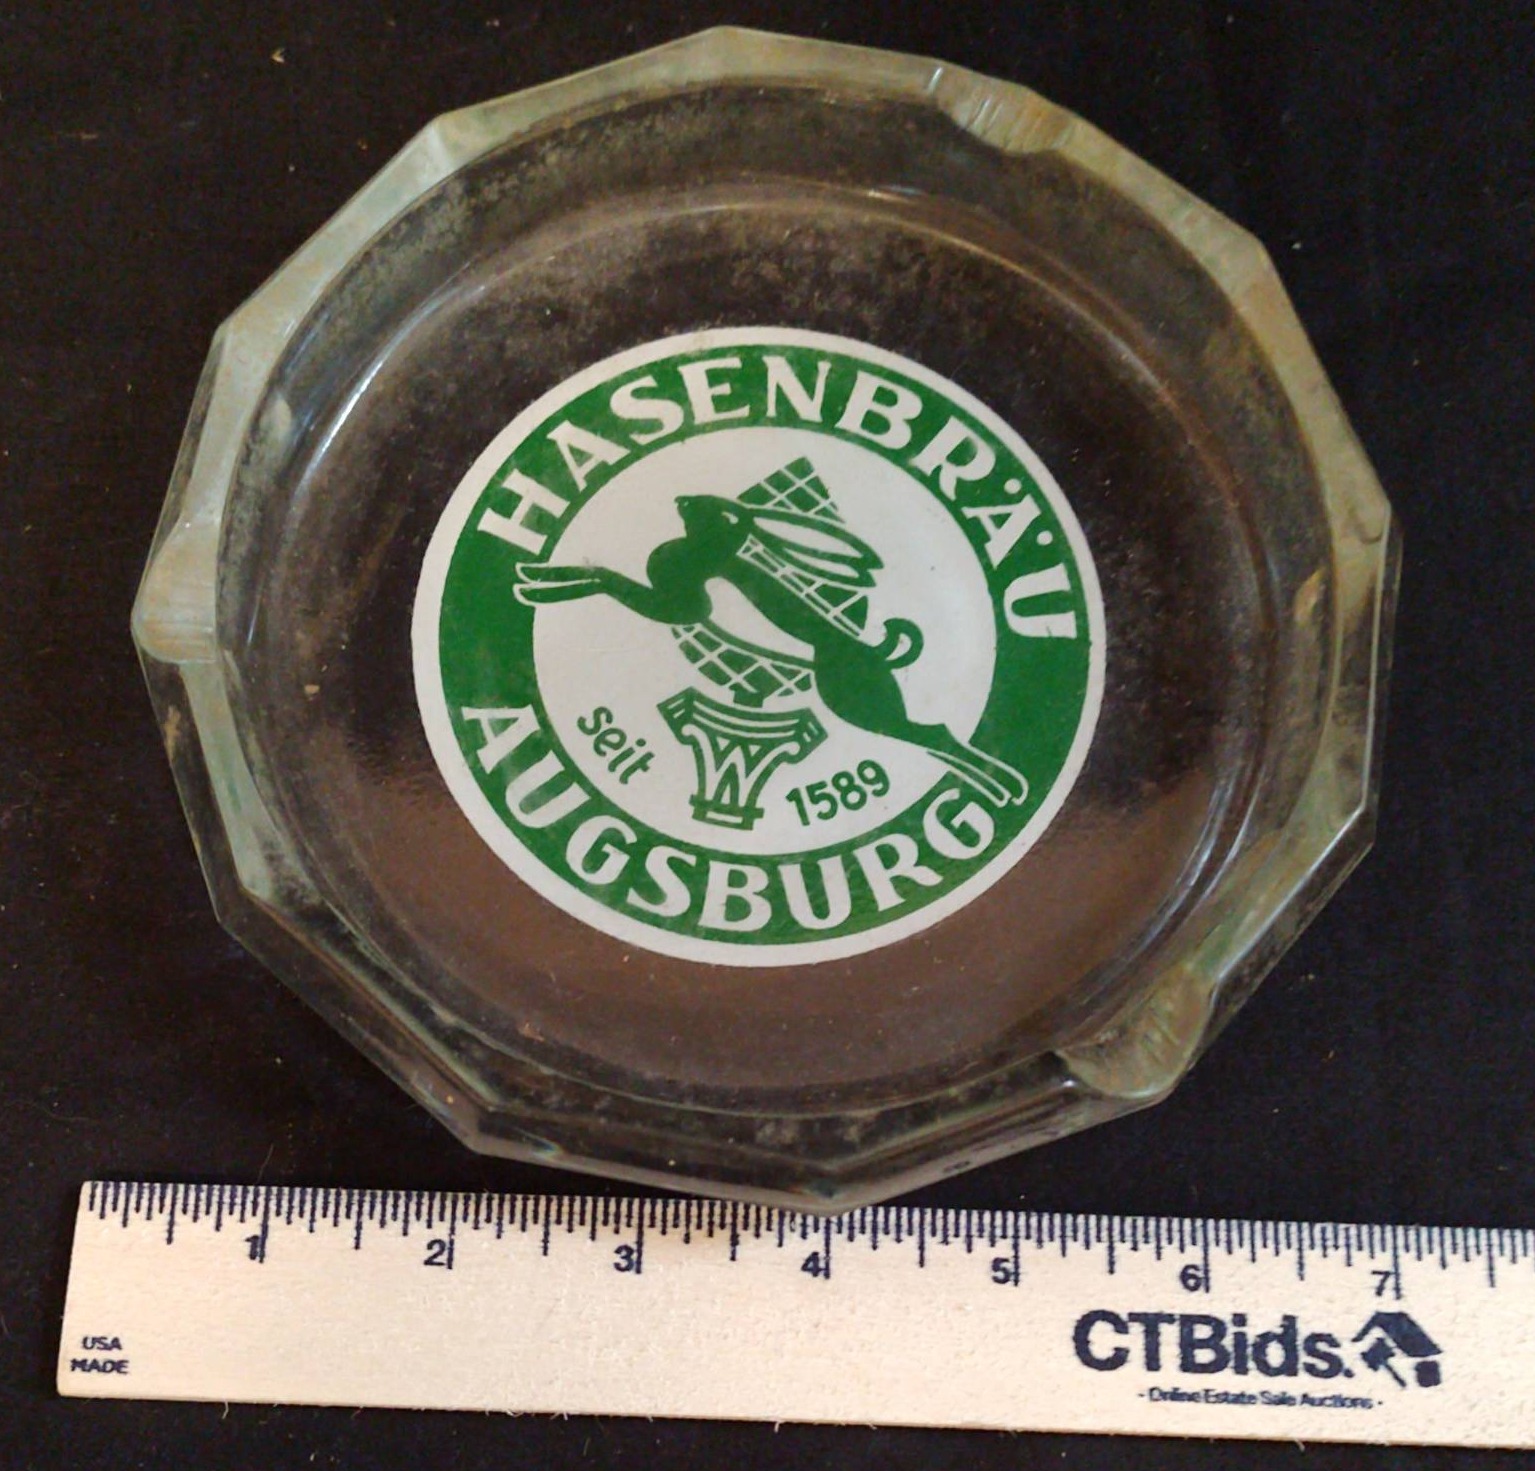 HASENBRÄU
seit 1589
AUGSBURG
1 2 3 4 5 6 7
USA
MADE
CTBids.
- Online Estate Sale Auctions -